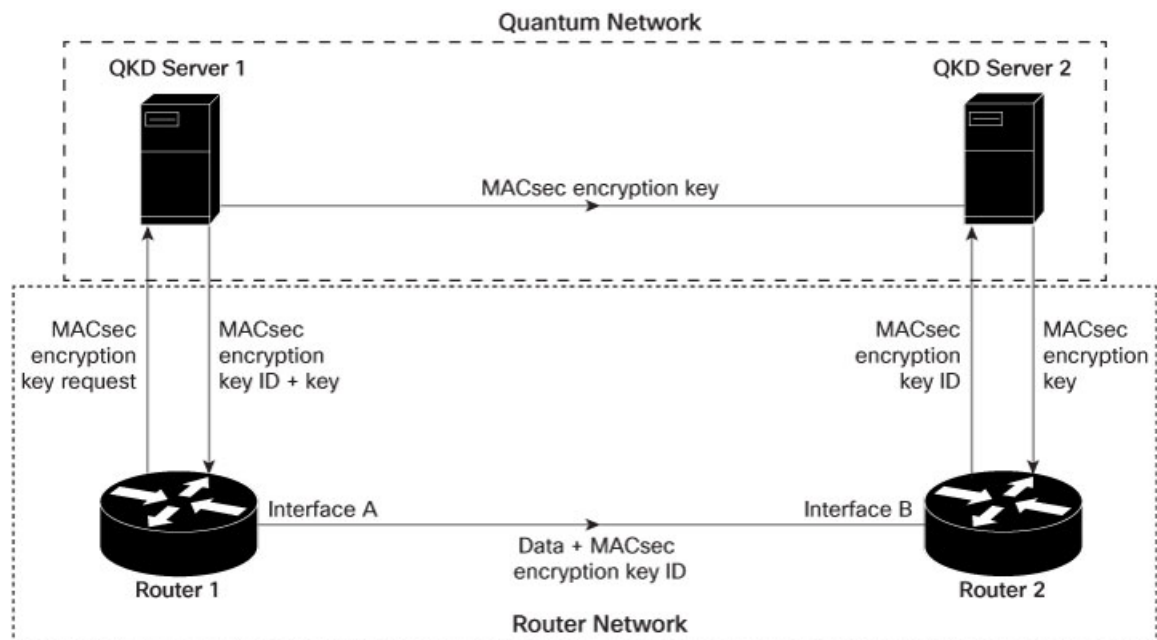 Quantum Network
QKD Server 1
QKD Server 2
MACsec encryption key
MACsec
encryption
key request
MACsec
encryption
key ID + key
MACsec
encryption
key ID
MACsec
encryption
key
Interface A
Interface B
Data + MACsec
encryption key ID
Router 1
Router 2
Router Network